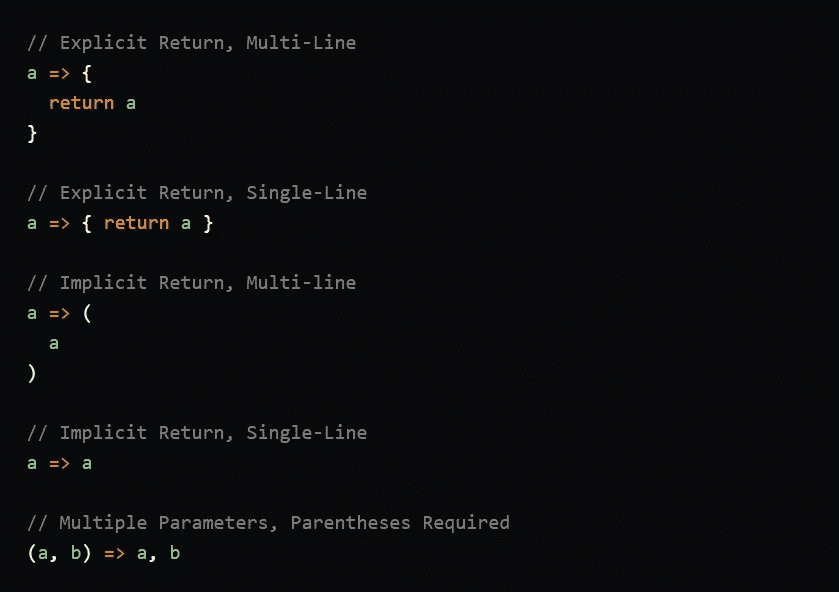 // Explicit Return, Multi-Line
a => {
  return a
}
// Explicit Return, Single-Line
a => { return a }
// Implicit Return, Multi-line
a => (
  a
)
// Implicit Return, Single-Line
a => a
// Multiple Parameters, Parentheses Required
(a, b) => a, b